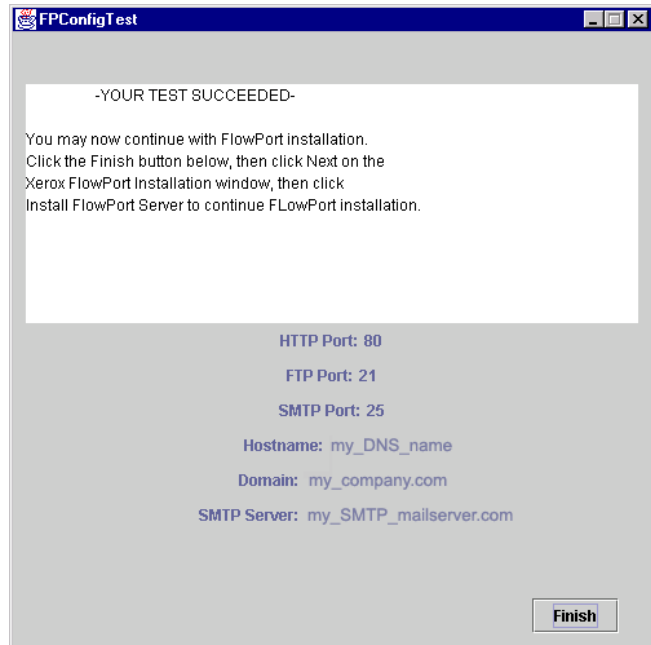 FPConfigTest
-YOUR TEST SUCCEEDED-
You may now continue with FlowPort installation.
Click the Finish button below, then click Next on the
Xerox FlowPort Installation window, then click
Install FlowPort Server to continue FLowPort installation.
HTTP Port: 80
FTP Port: 21
SMTP Port: 25
Hostname: my_DNS_name
Domain: my_company.com
SMTP Server: my_SMTP_mailserver.com
Finish